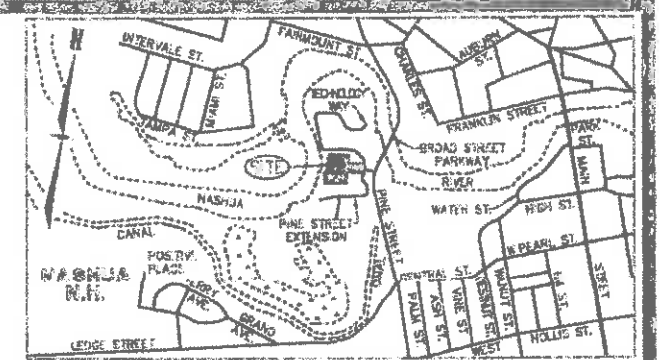 N
INTERVALE ST.
FAIRMOUNT ST.
CHARLES ST.
AUBURN ST.
MIAMI ST.
TAMPA ST.
TECHNOLOGY WAY
FRANKLIN STREET
PARK ST.
SITE
BROAD STREET
PARKWAY
RIVER
MAIN
NASHUA
WATER ST.
HIGH ST.
PINE STREET
PINE STREET
EXTENSION
CANAL
W PEARL ST.
NASHUA
N.H.
PLACE
CENTRAL ST.
AVE.
GRAND
AVE.
POND
PALM ST.
ASH ST.
VINE ST.
CHESTNUT ST.
WALNUT ST.
STREET
LEDGE STREET
WEST
HOLLIS ST.